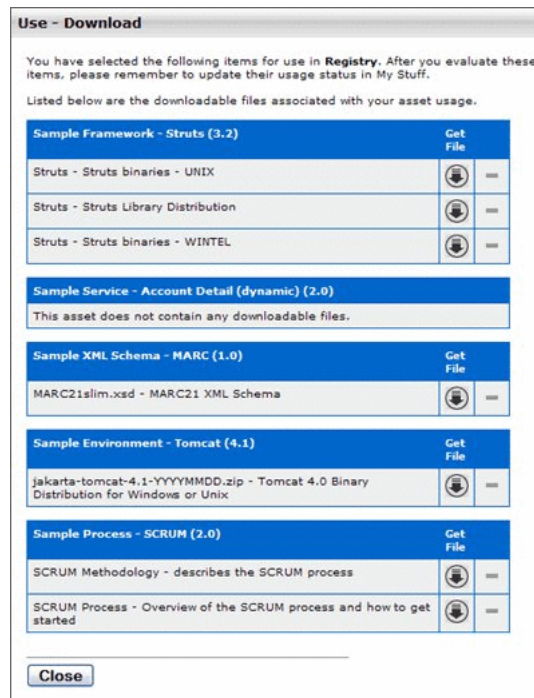 Use - Download
You have selected the following items for use in Registry. After you evaluate these
items, please remember to update their usage status in My Stuff.
Listed below are the downloadable files associated with your asset usage.
Sample Framework - Struts (3.2)
Get
File
Struts - Struts binaries - UNIX
Struts - Struts Library Distribution
Struts - Struts binaries - WINTEL
Sample Service - Account Detail (dynamic) (2.0)
This asset does not contain any downloadable files.
Sample XML Schema - MARC (1.0)
Get
File
MARC21slim.xsd - MARC21 XML Schema
Sample Environment - Tomcat (4.1)
Get
File
jakarta-tomcat-4.1-YYYYMMDD.zip - Tomcat 4.0 Binary
Distribution for Windows or Unix
Sample Process - SCRUM (2.0)
Get
File
SCRUM Methodology - describes the SCRUM process
SCRUM Process - Overview of the SCRUM process and how to get
started
Close